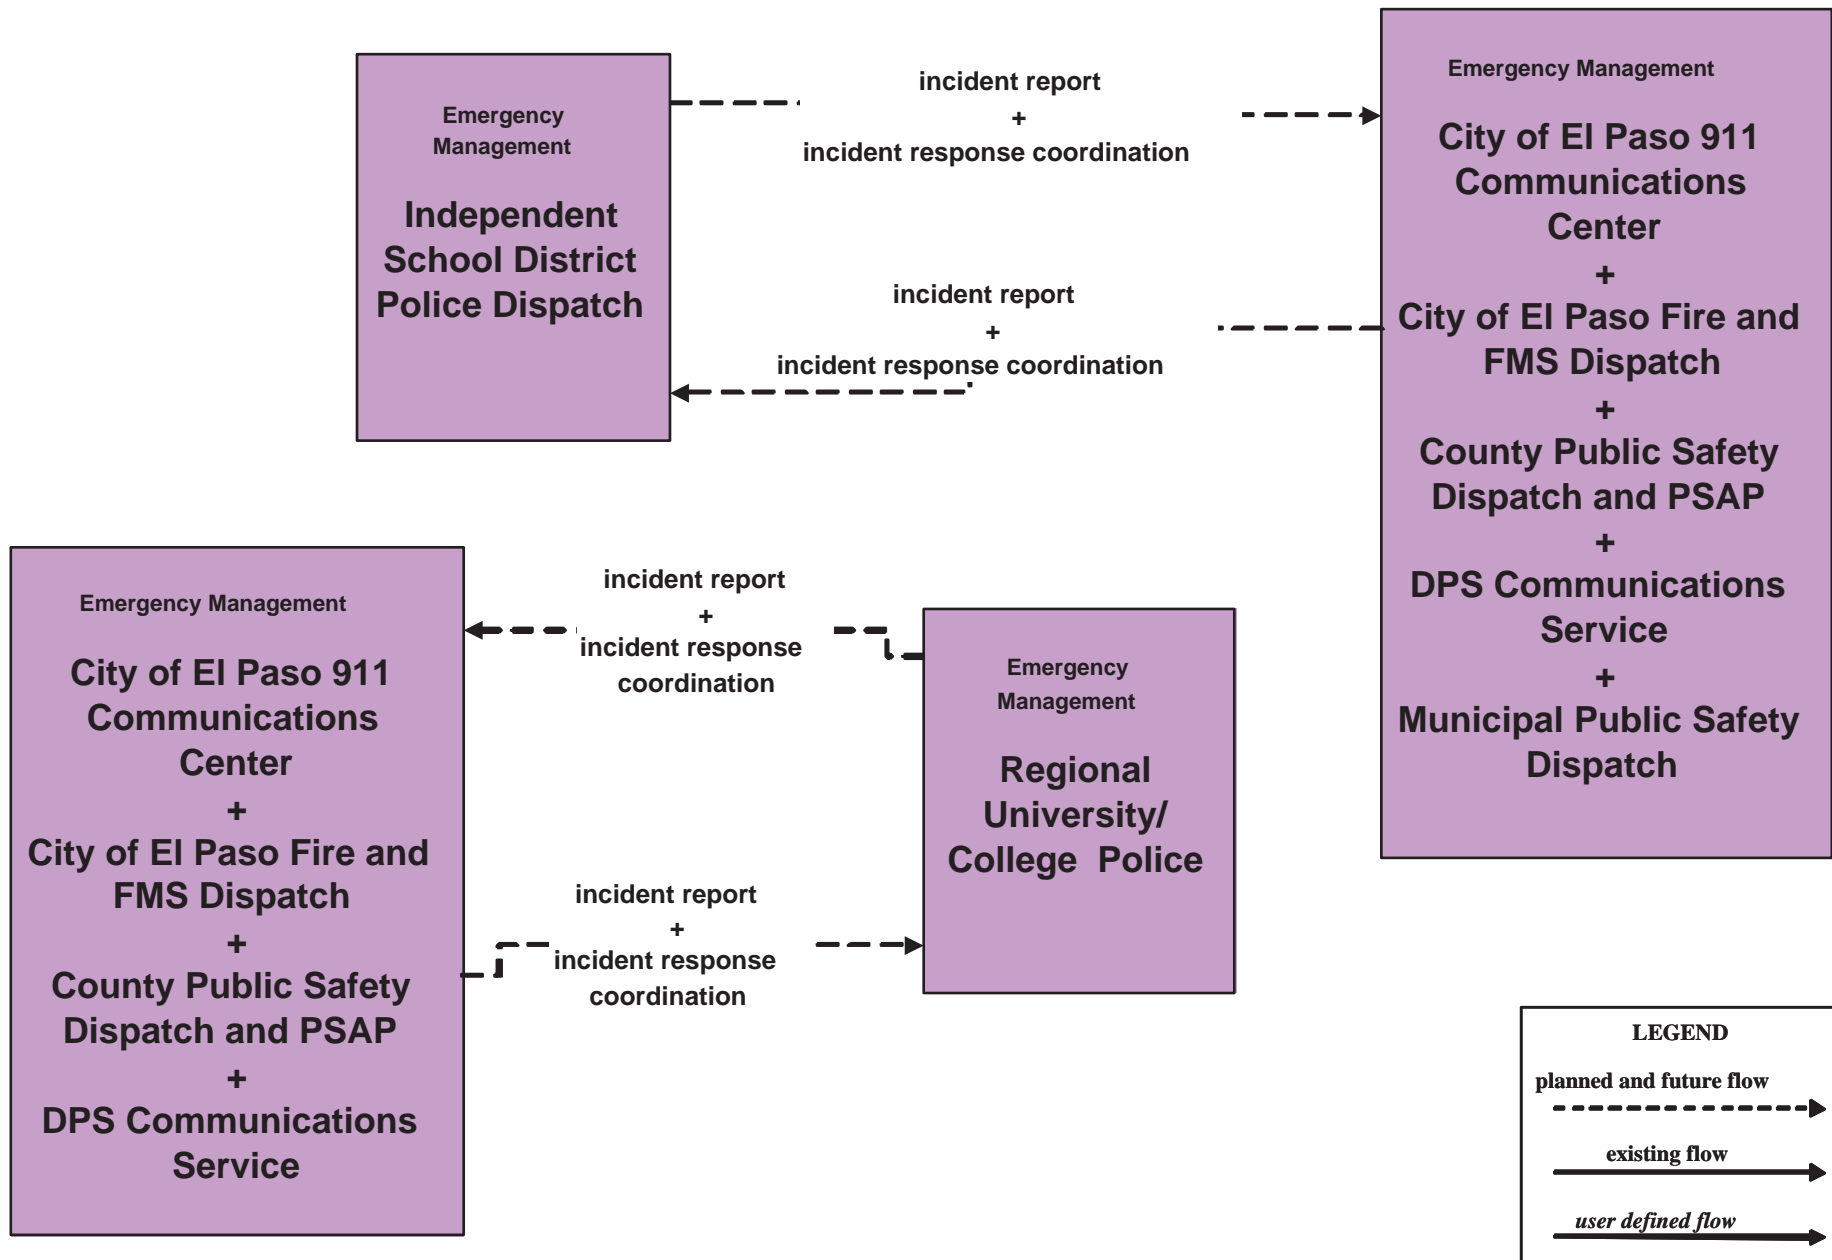 Emergency
Management
Independent
School District
Police Dispatch
incident report
+
incident response coordination
incident report
+
incident response coordination
Emergency Management
City of El Paso 911
Communications
Center
+
City of El Paso Fire and
FMS Dispatch
+
County Public Safety
Dispatch and PSAP
+
DPS Communications
Service
+
Municipal Public Safety
Dispatch
Emergency Management
City of El Paso 911
Communications
Center
+
City of El Paso Fire and
FMS Dispatch
+
County Public Safety
Dispatch and PSAP
+
DPS Communications
Service
incident report
+
incident response
coordination
incident report
+
incident response
coordination
Emergency
Management
Regional
University/
College Police
LEGEND
planned and future flow
existing flow
user defined flow